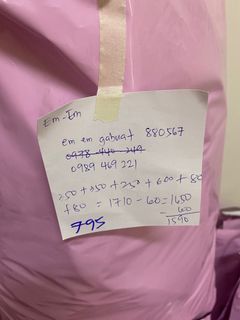 Em-Em
em em gabuat 880567
0989 469 221
250 + 350 + 250 + 600 + 80
+80 = 1710 - 60 = 1650
60
1590
795